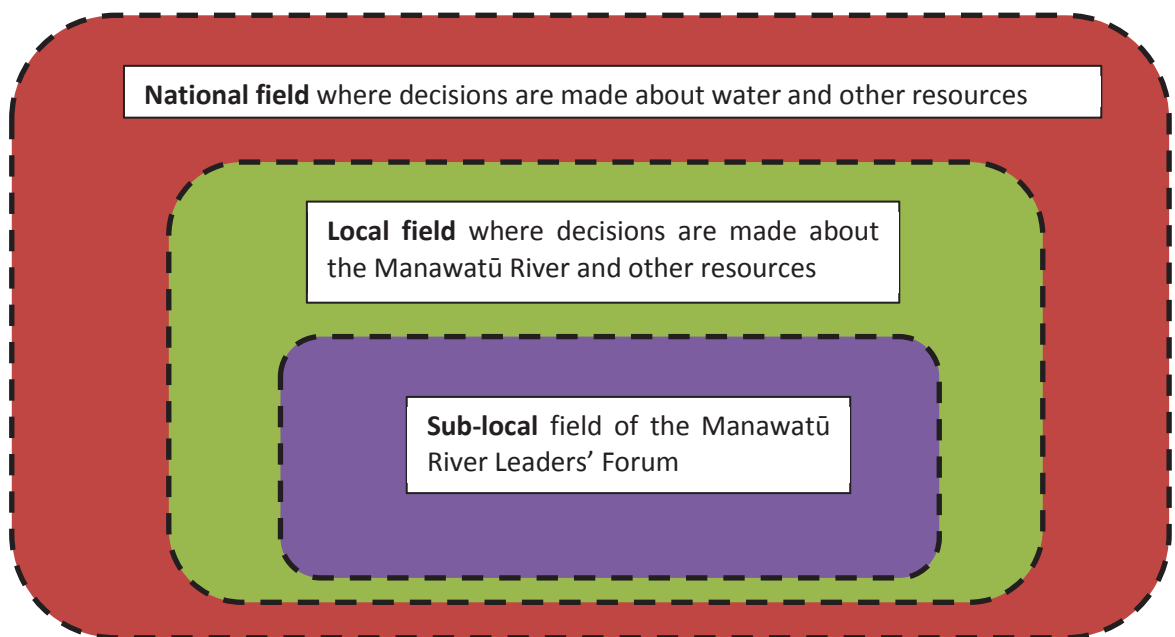 National field where decisions are made about water and other resources
Local field where decisions are made about
the Manawatū River and other resources
Sub-local field of the Manawatū
River Leaders’ Forum